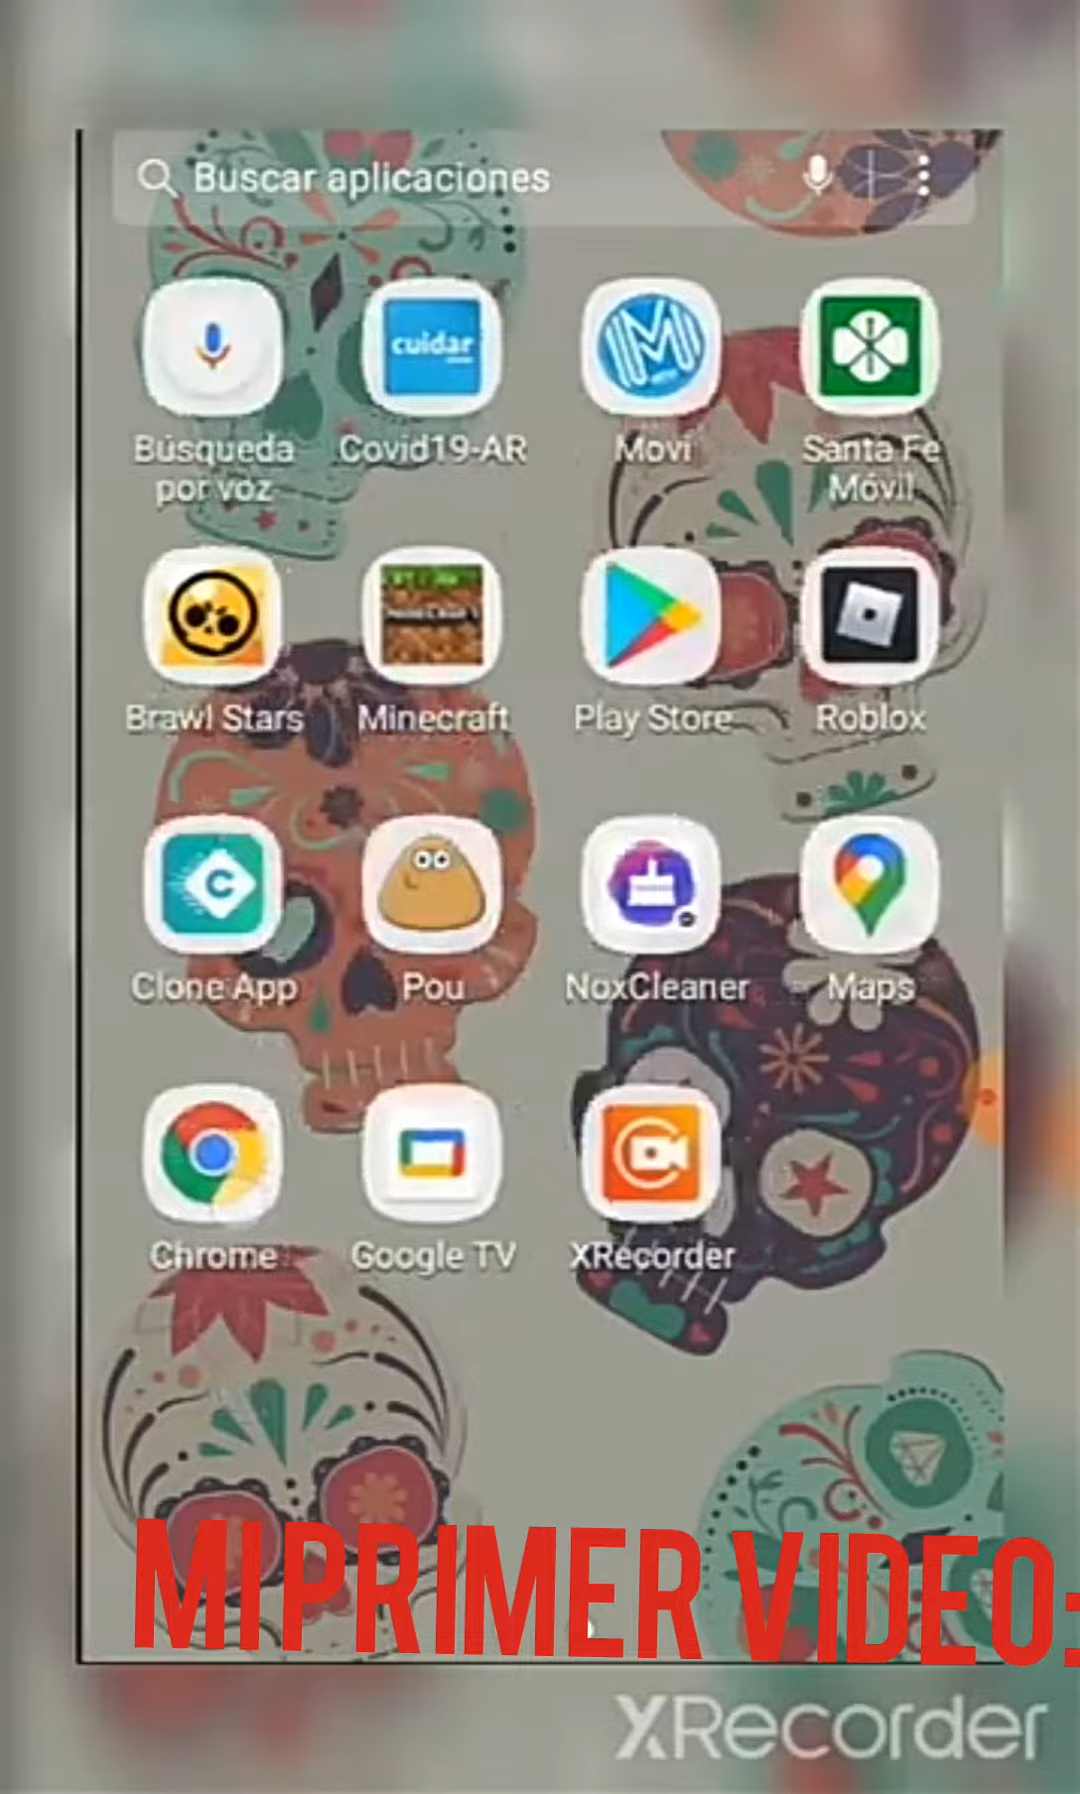 Buscar aplicaciones
cuidar
Búsqueda por voz
Covid19-AR
Movi
Santa Fe Móvil
Brawl Stars
Minecraft
Play Store
Roblox
Clone App
Pou
NoxCleaner
Maps
Chrome
Google TV
XRecorder
MI PRIMER VIDEO:
XRecorder